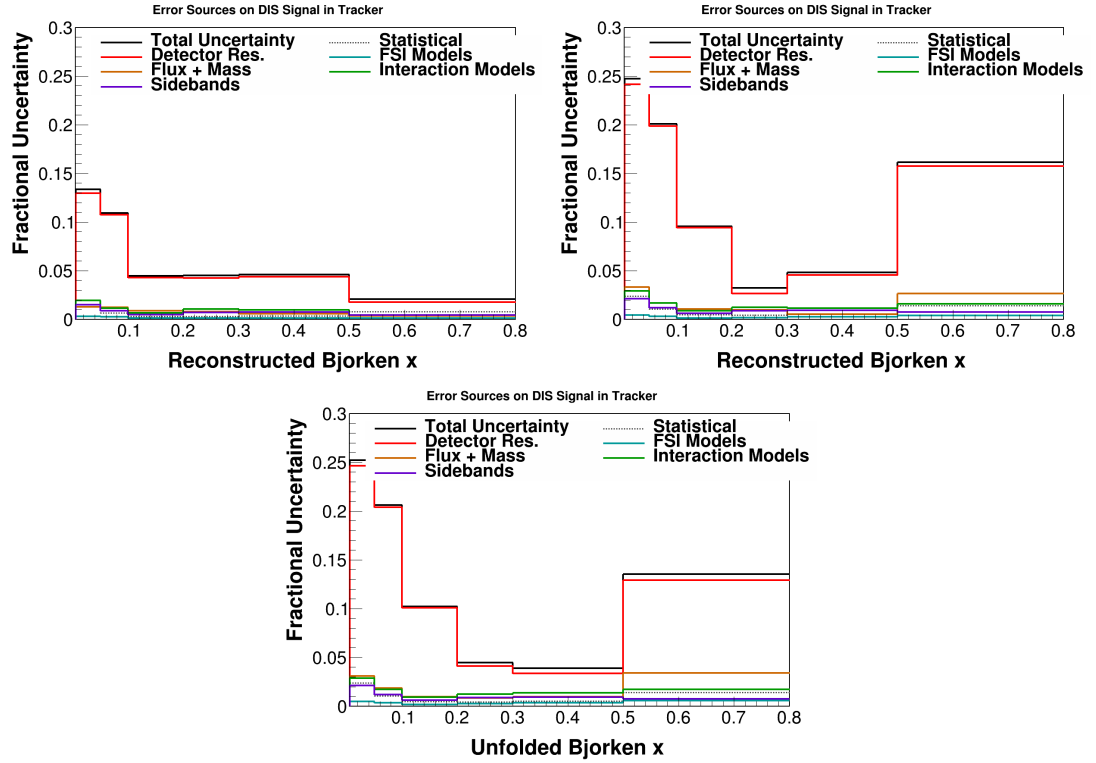 Error Sources on DIS Signal in Tracker
Fractional Uncertainty
0.3
0.25
0.2
0.15
0.1
0.05
0
Total Uncertainty
Detector Res.
Flux + Mass
Sidebands
Statistical
FSI Models
Interaction Models
0.1 0.2 0.3 0.4 0.5 0.6 0.7 0.8
Reconstructed Bjorken x
Error Sources on DIS Signal in Tracker
Fractional Uncertainty
0.3
0.25
0.2
0.15
0.1
0.05
0
Total Uncertainty
Detector Res.
Flux + Mass
Sidebands
Statistical
FSI Models
Interaction Models
0.1 0.2 0.3 0.4 0.5 0.6 0.7 0.8
Reconstructed Bjorken x
Error Sources on DIS Signal in Tracker
Fractional Uncertainty
0.3
0.25
0.2
0.15
0.1
0.05
0
Total Uncertainty
Detector Res.
Flux + Mass
Sidebands
Statistical
FSI Models
Interaction Models
0.1 0.2 0.3 0.4 0.5 0.6 0.7 0.8
Unfolded Bjorken x